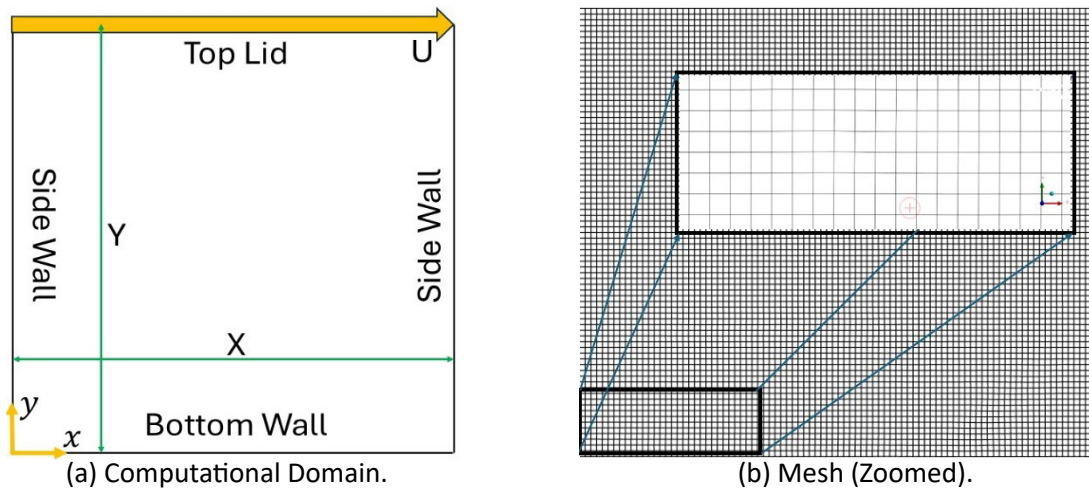 Top Lid
U
Side Wall
Y
Side Wall
X
y
Bottom Wall
x
(a) Computational Domain.
(b) Mesh (Zoomed).